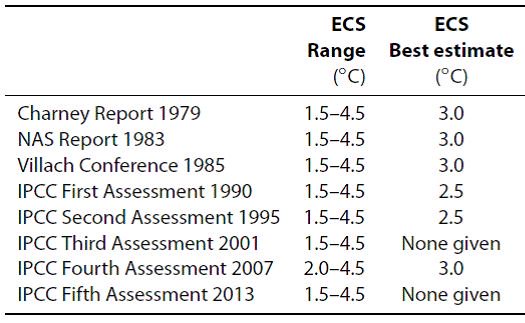 ECS ECS
Range Best estimate
(°C) (°C)
Charney Report 1979 1.5–4.5 3.0
NAS Report 1983 1.5–4.5 3.0
Villach Conference 1985 1.5–4.5 3.0
IPCC First Assessment 1990 1.5–4.5 2.5
IPCC Second Assessment 1995 1.5–4.5 2.5
IPCC Third Assessment 2001 1.5–4.5 None given
IPCC Fourth Assessment 2007 2.0–4.5 3.0
IPCC Fifth Assessment 2013 1.5–4.5 None given